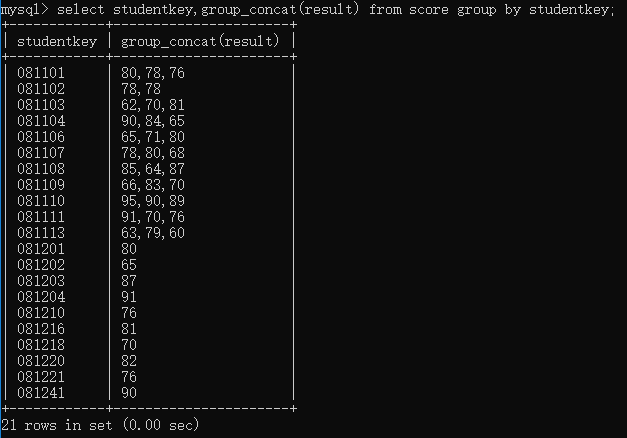 mysql> select studentkey,group_concat(result) from score group by studentkey;
+------------+----------------------+
| studentkey | group_concat(result) |
+------------+----------------------+
| 081101 | 80,78,76 |
| 081102 | 78,78 |
| 081103 | 62,70,81 |
| 081104 | 90,84,65 |
| 081106 | 65,71,80 |
| 081107 | 78,80,68 |
| 081108 | 85,64,87 |
| 081109 | 66,83,70 |
| 081110 | 95,90,89 |
| 081111 | 91,70,76 |
| 081113 | 63,79,60 |
| 081201 | 80 |
| 081202 | 65 |
| 081203 | 87 |
| 081204 | 91 |
| 081210 | 76 |
| 081216 | 81 |
| 081218 | 70 |
| 081220 | 82 |
| 081221 | 76 |
| 081241 | 90 |
+------------+----------------------+
21 rows in set (0.00 sec)